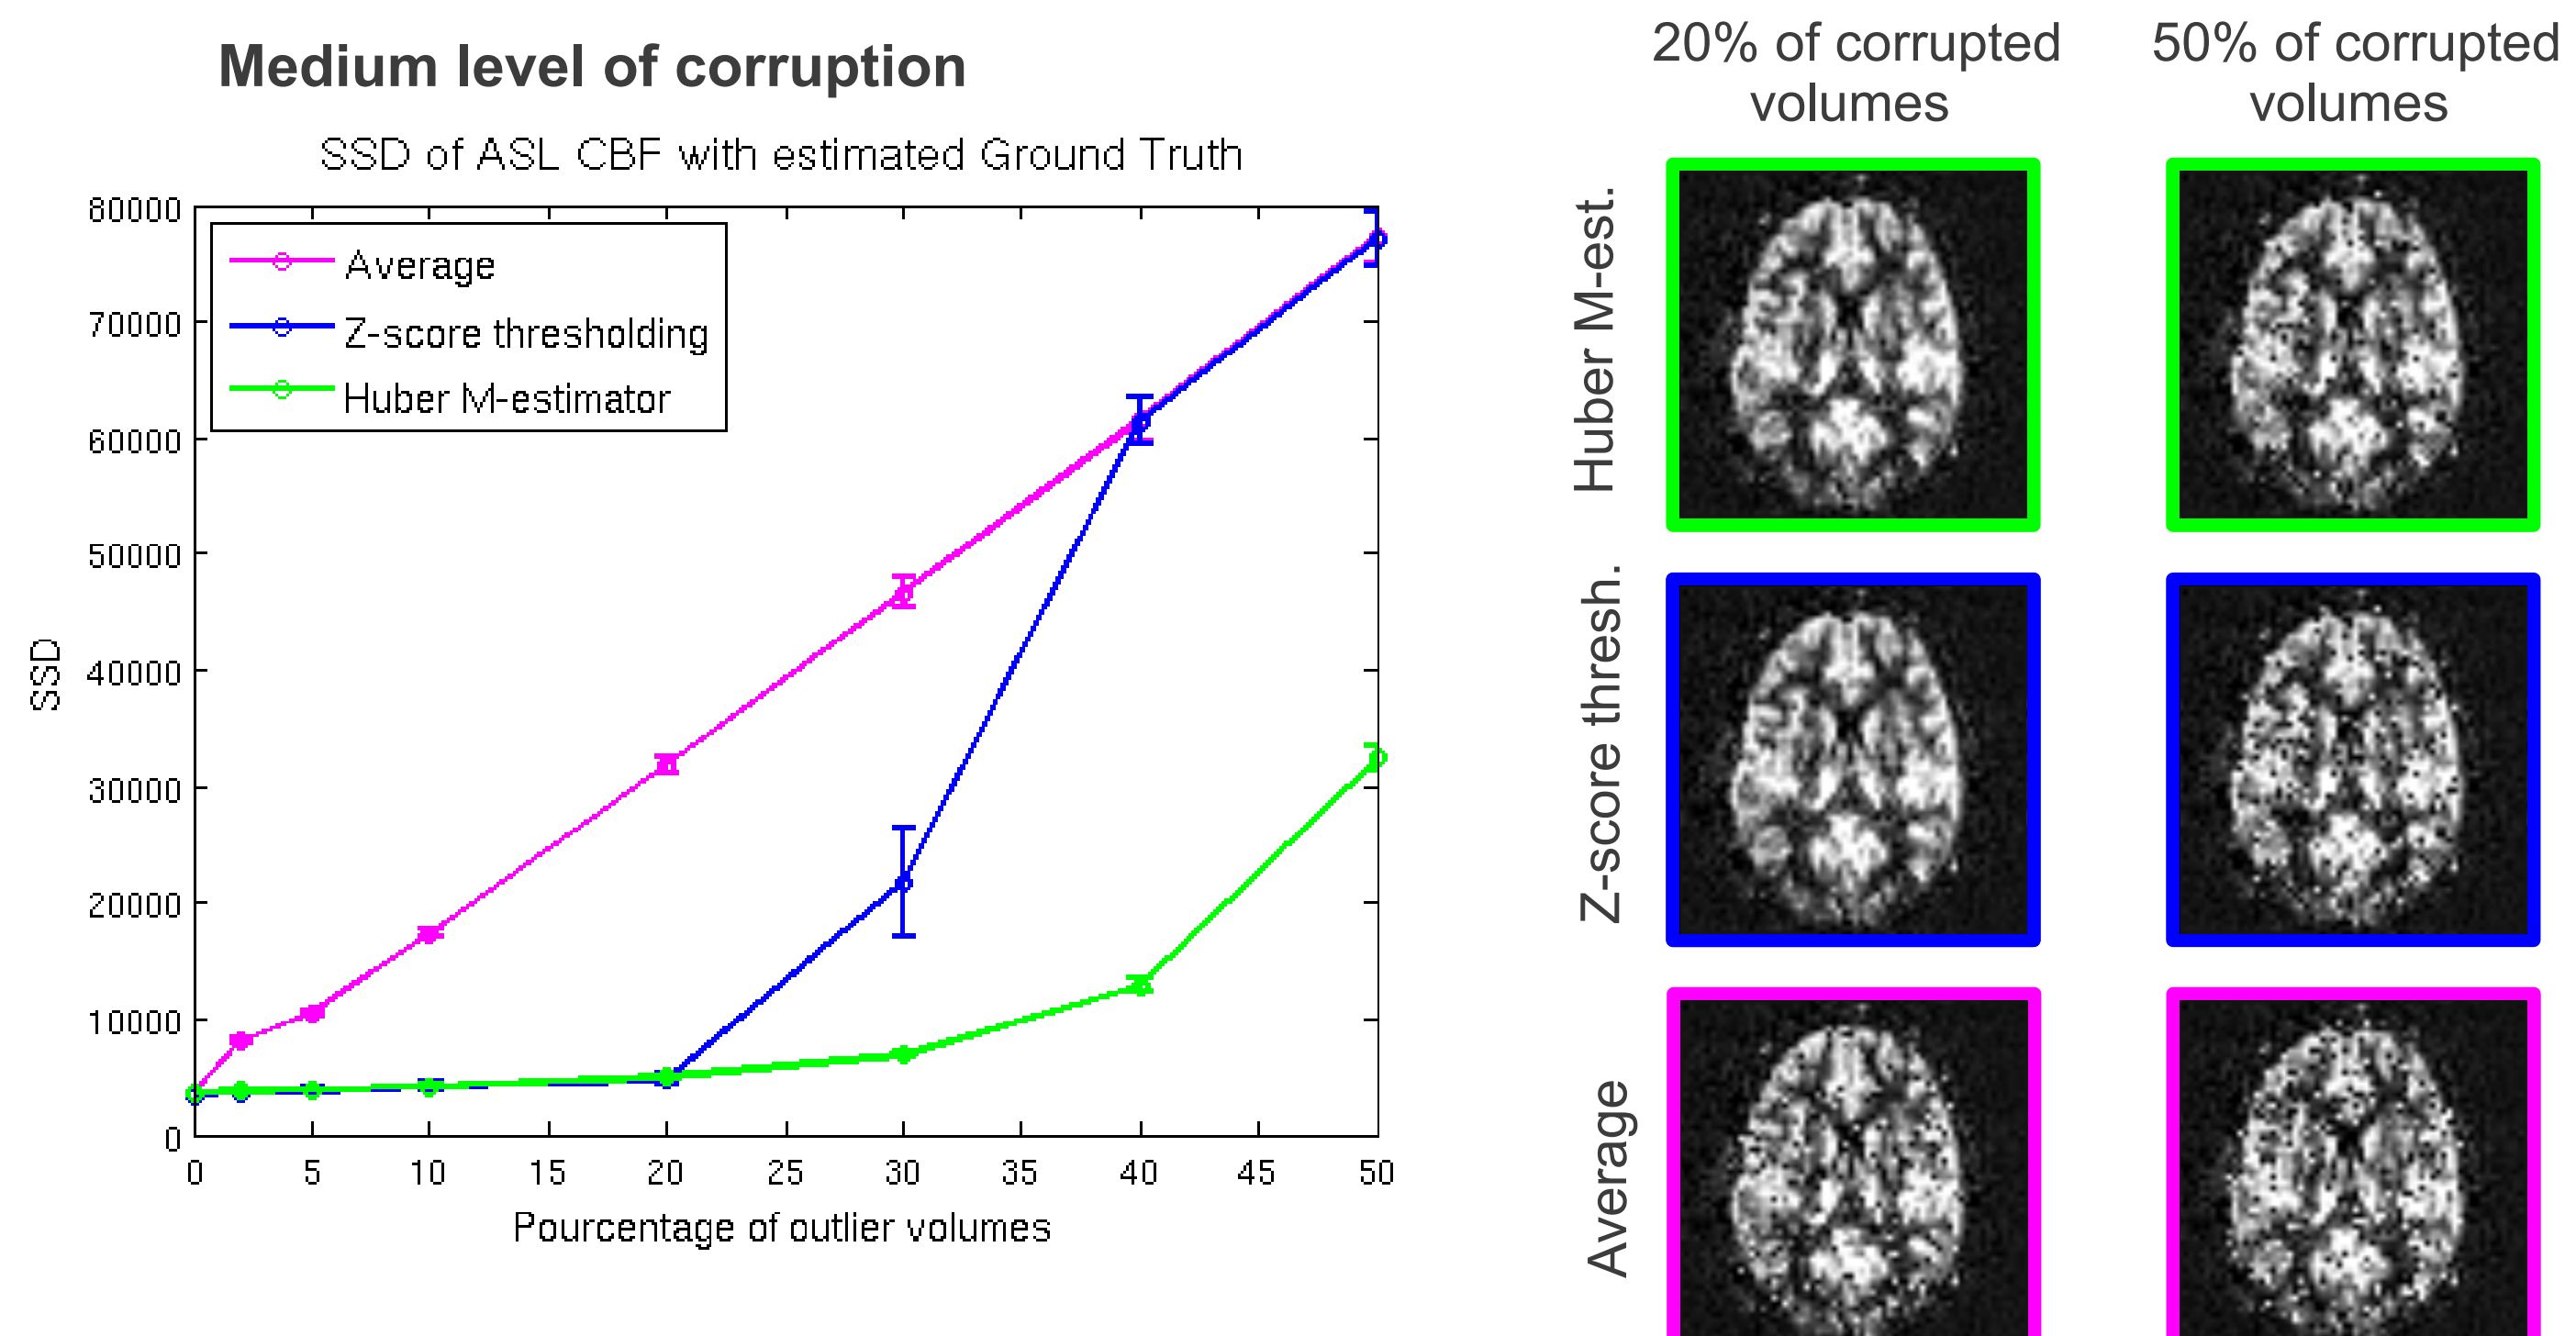 Medium level of corruption
SSD of ASL CBF with estimated Ground Truth
80000
70000
60000
50000
40000
30000
20000
10000
0
SSD
Average
Z-score thresholding
Huber M-estimator
0 5 10 15 20 25 30 35 40 45 50
Pourcentage of outlier volumes
20% of corrupted
volumes
50% of corrupted
volumes
Huber M-est.
Z-score thresh.
Average